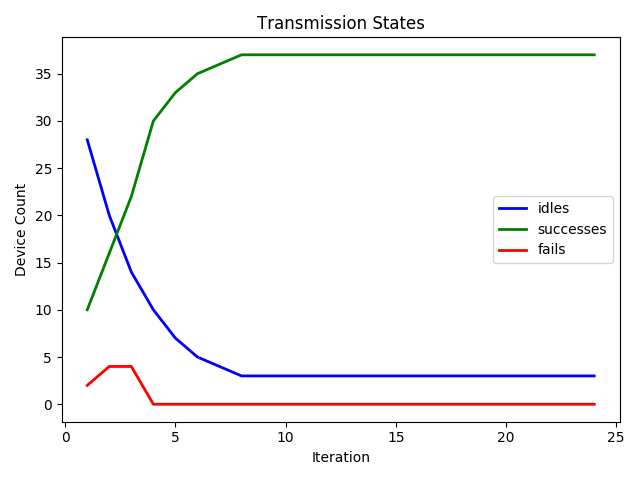 Transmission States
Device Count
35
30
25
20
15
10
5
0
idles
successes
fails
0 5 10 15 20 25
Iteration